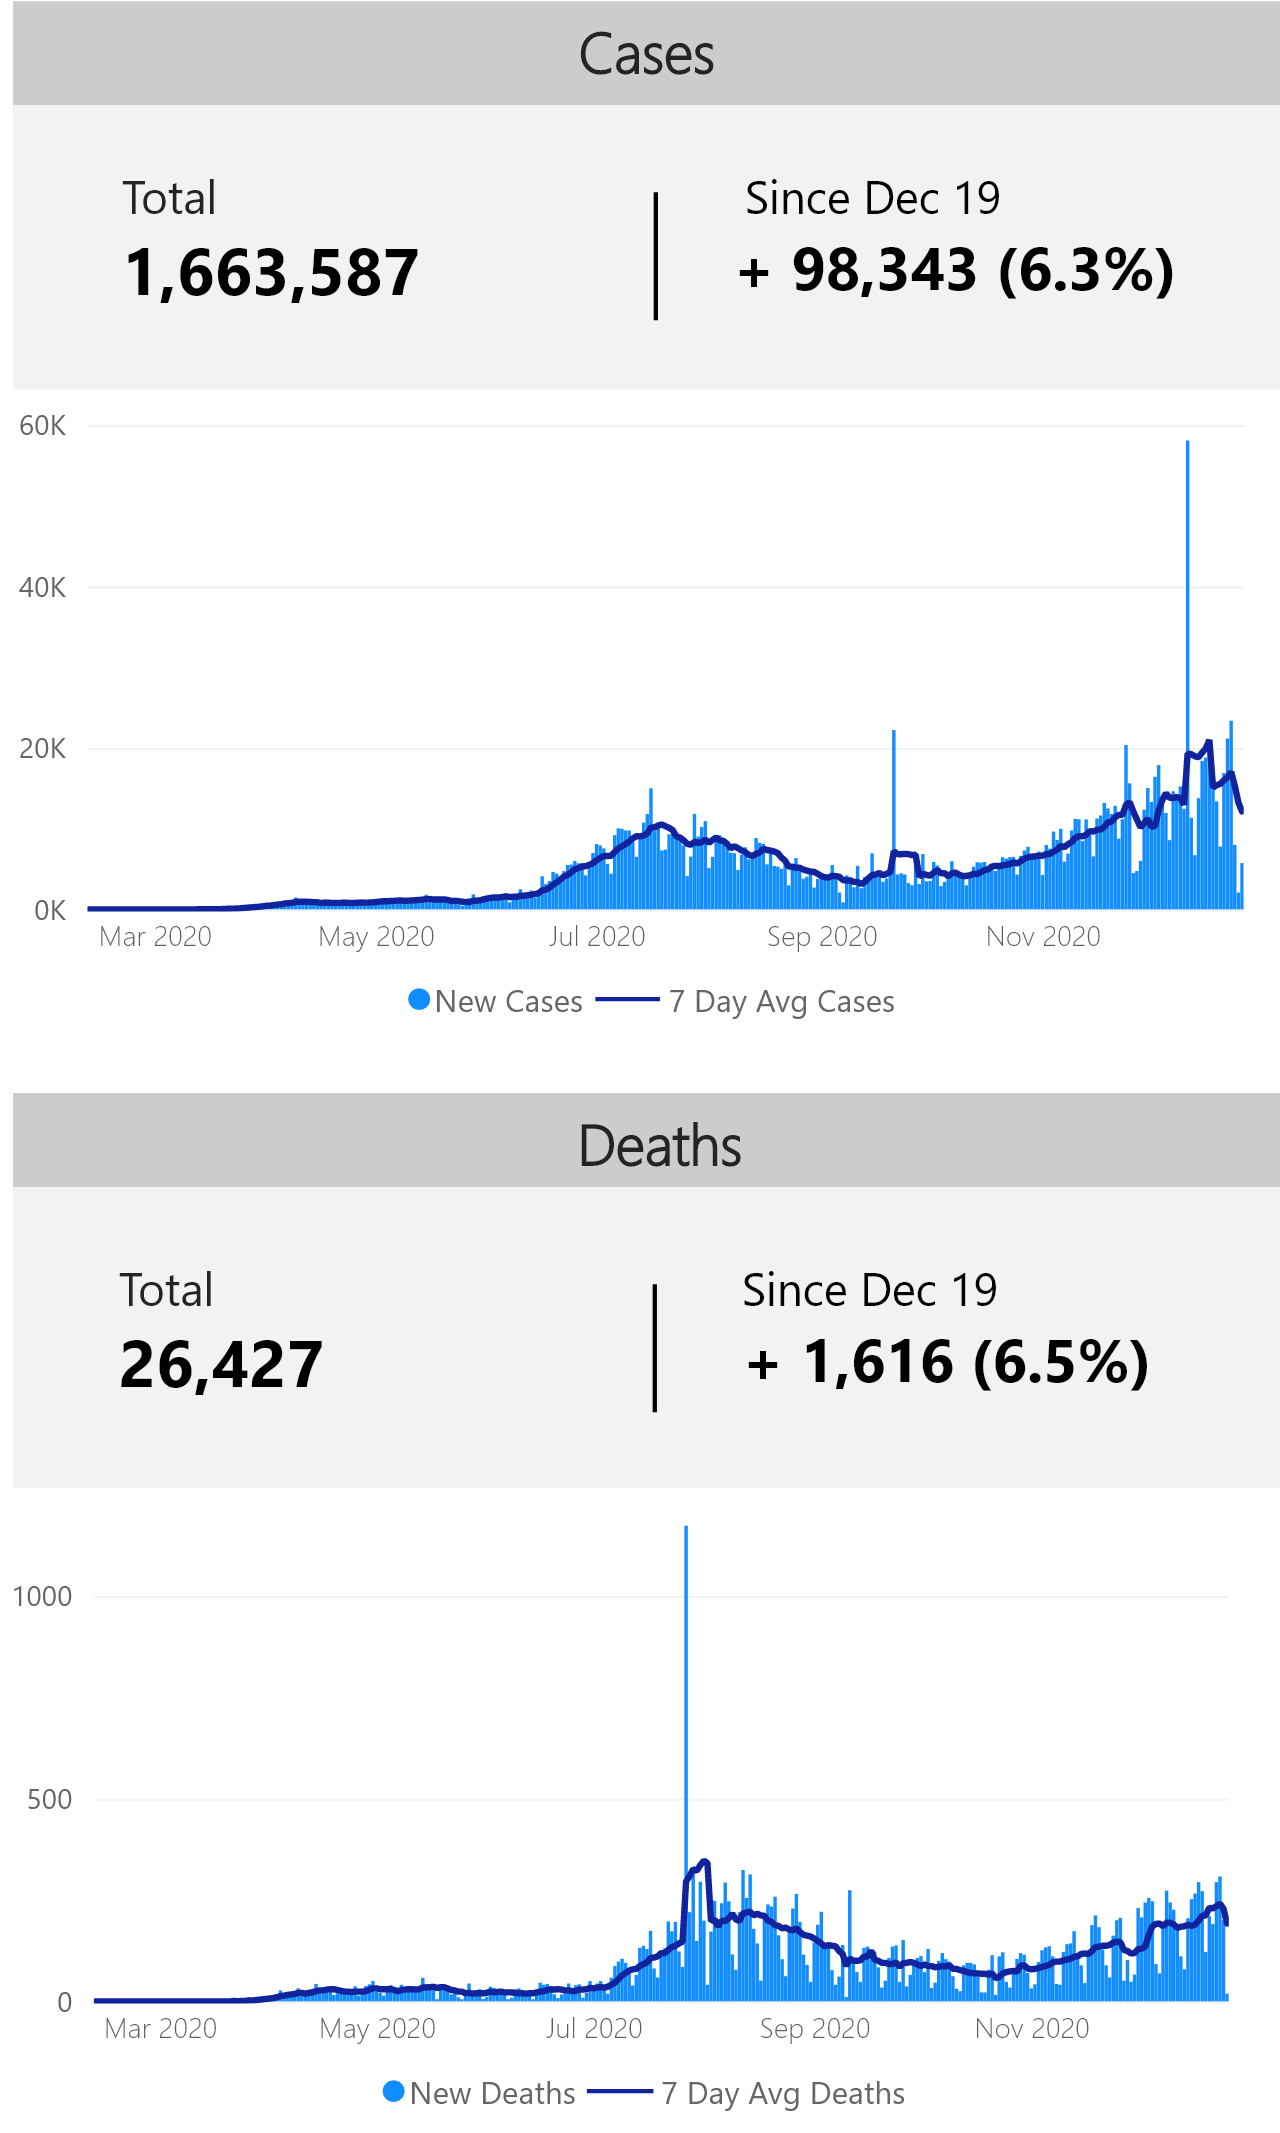 Cases
Total
Since Dec 19
1,663,587
+ 98,343 (6.3%)
60K
40K
20K
0K
Mar 2020
May 2020
Jul 2020
Sep 2020
Nov 2020
New Cases
7 Day Avg Cases
Deaths
Total
Since Dec 19
26,427
+ 1,616 (6.5%)
1000
500
0
Mar 2020
May 2020
Jul 2020
Sep 2020
Nov 2020
New Deaths
7 Day Avg Deaths